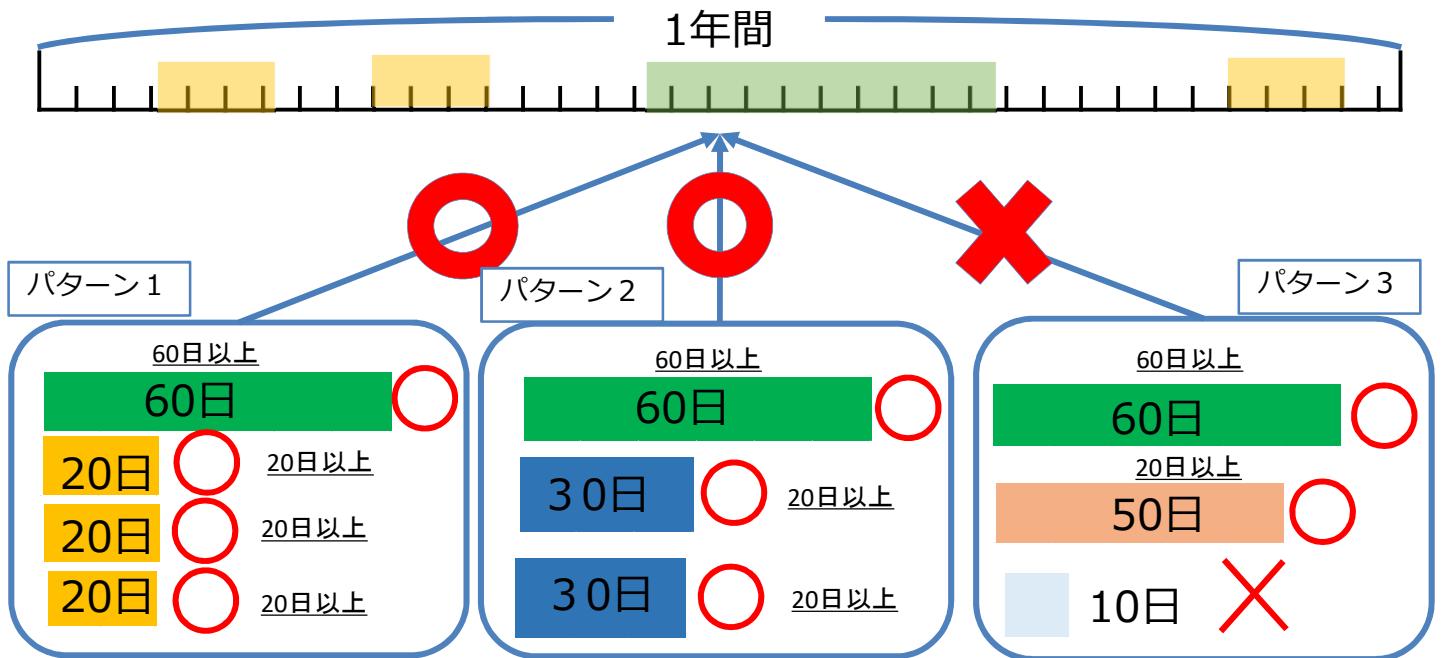 1年間
パターン１
60日以上
60日
20日
20日以上
20日
20日以上
20日
20日以上
パターン２
60日以上
60日
３０日
20日以上
３０日
20日以上
パターン３
60日以上
60日
20日以上
50日
10日